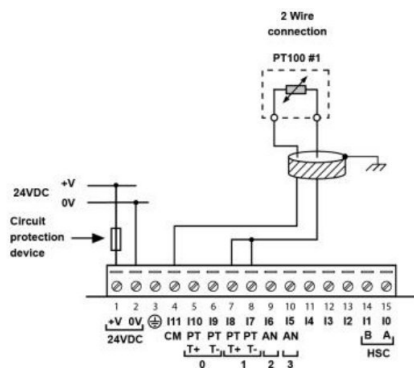 2 Wire
connection
PT100 #1
24VDC
+V
0V
Circuit
protection
device
1 2 3 4 5 6 7 8 9 10 11 12 13 14 15
+V 0V I11 I10 I9 I8 I7 I6 I5 I4 I3 I2 I1 I0
24VDC CM PT PT PT PT AN AN B A
T+ T- T+ T- HSC
0 1 2 3